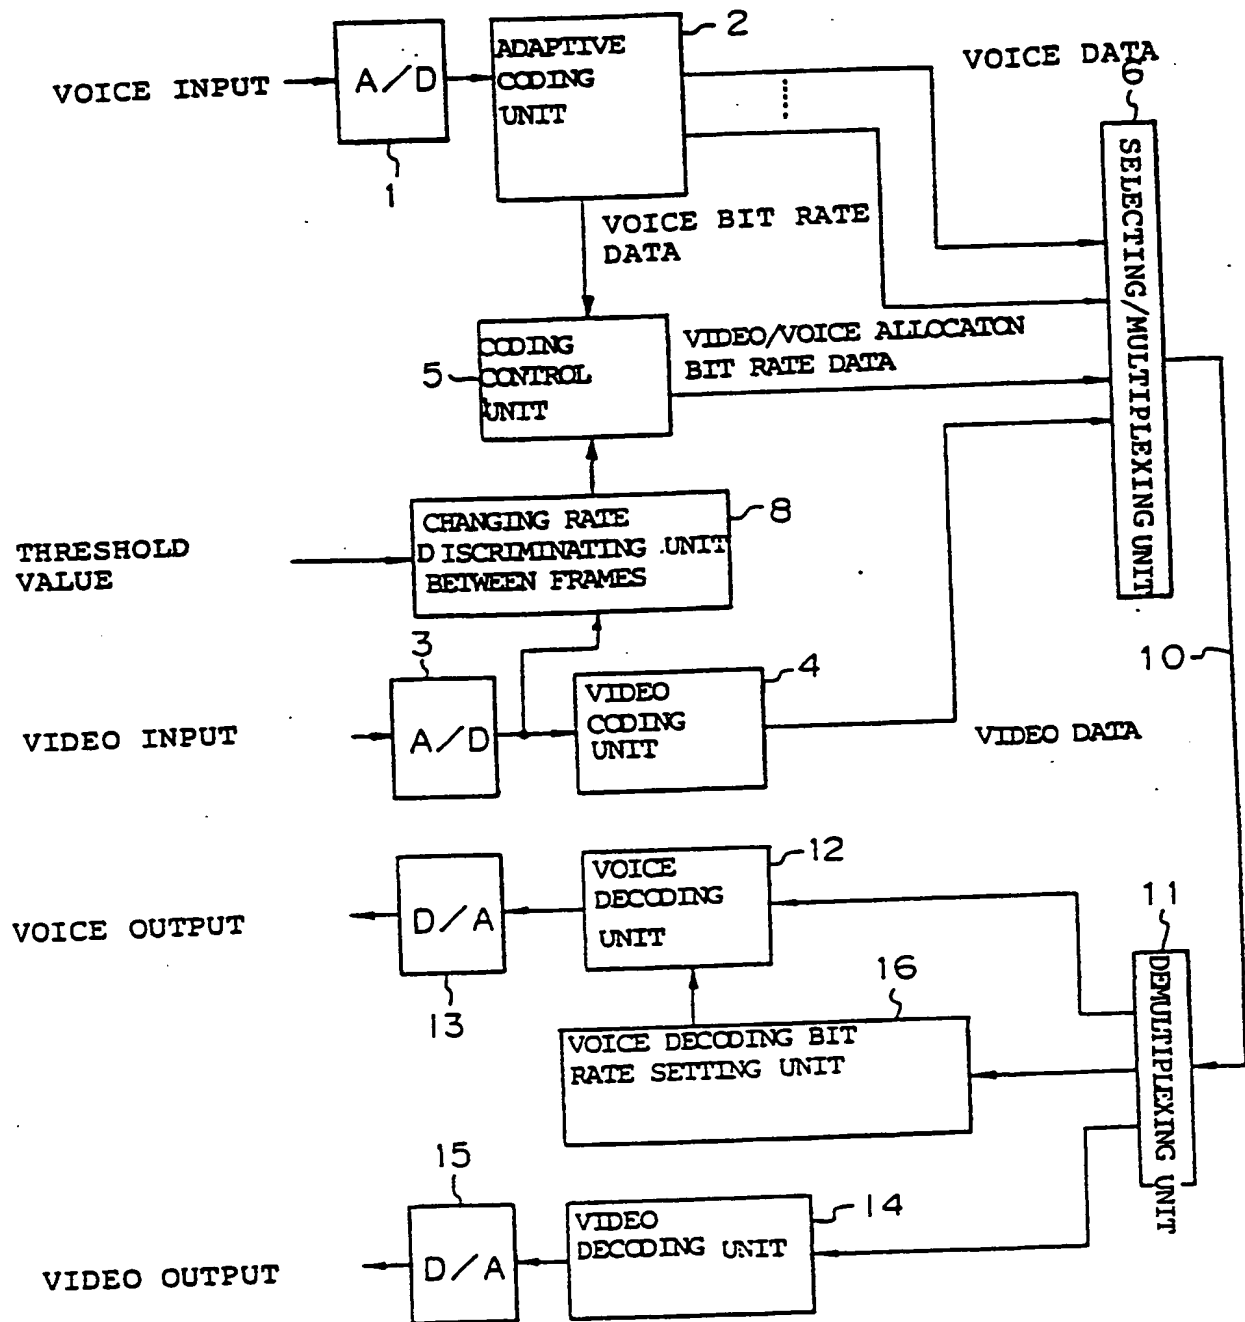 2
ADAPTIVE
CODING
UNIT
VOICE DATA
6
VOICE INPUT
A/D
1
VOICE BIT RATE
DATA
SELECTING/MULTIPLEXING UNIT
5
CODING
CONTROL
UNIT
VIDEO/VOICE ALLOCATON
BIT RATE DATA
8
THRESHOLD
VALUE
CHANGING RATE
DISCRIMINATING UNIT
BETWEEN FRAMES
10
3
4
VIDEO INPUT
A/D
VIDEO
CODING
UNIT
VIDEO DATA
12
VOICE OUTPUT
D/A
13
VOICE
DECODING
UNIT
11
DEMULTIPLEXING UNIT
16
VOICE DECODING BIT
RATE SETTING UNIT
15
14
VIDEO OUTPUT
D/A
VIDEO
DECODING UNIT